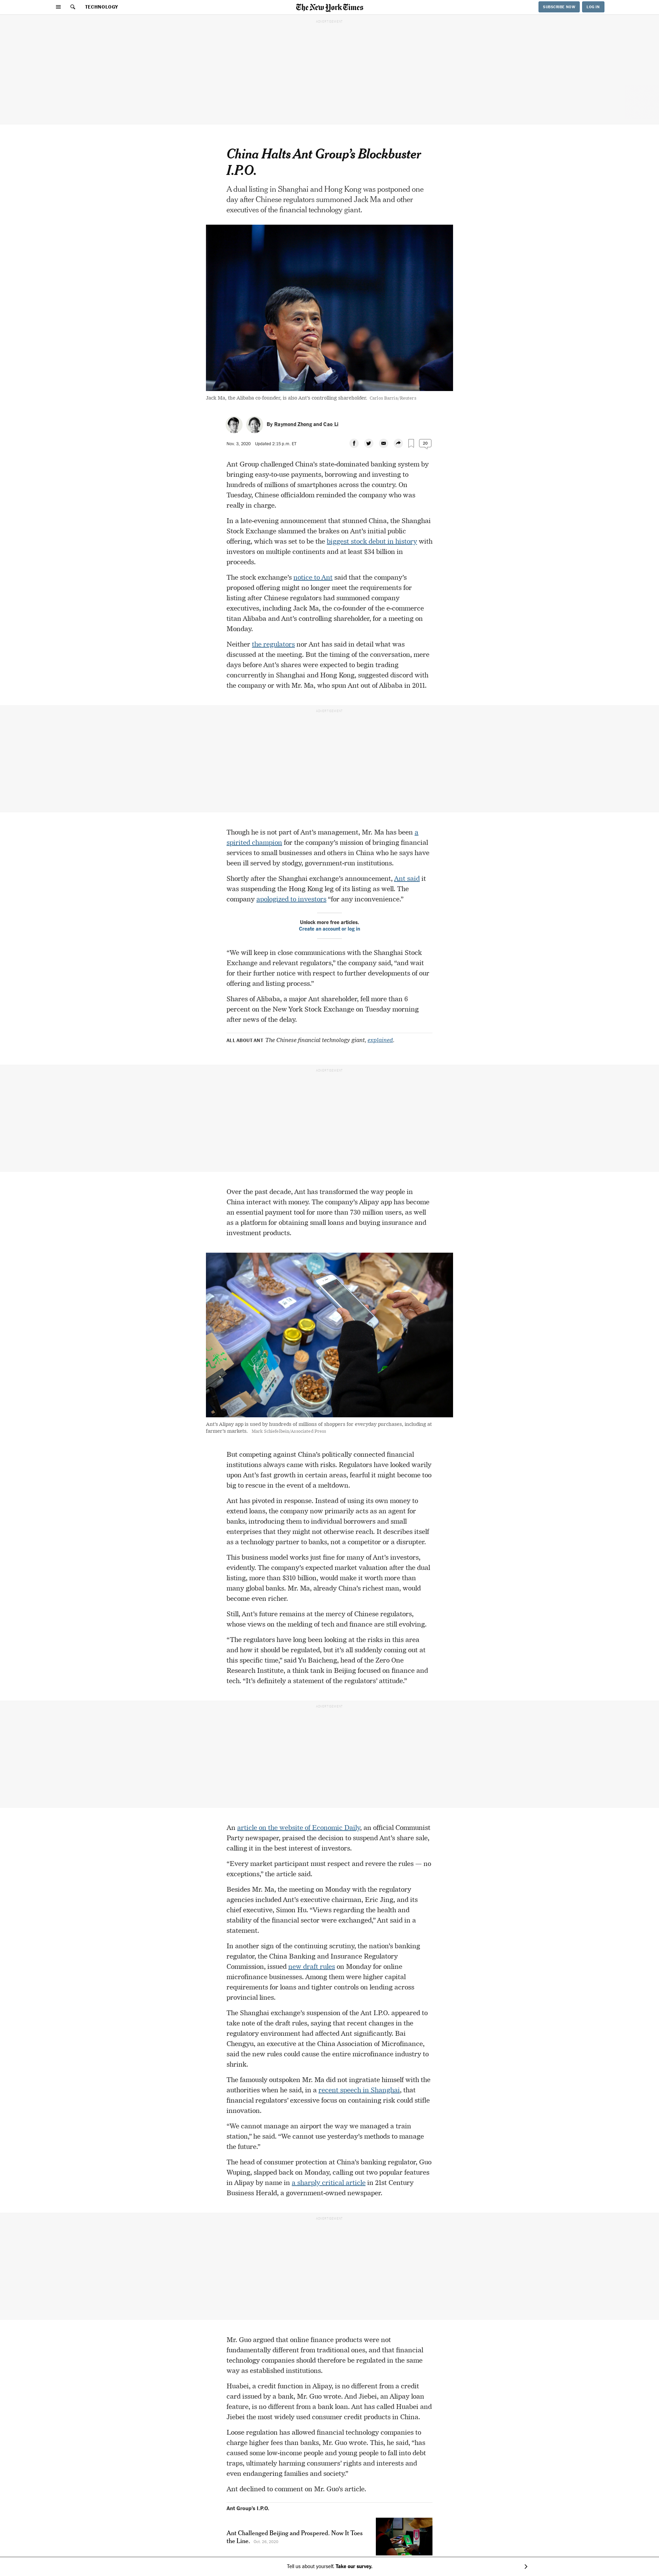 TECHNOLOGY
The New York Times
SUBSCRIBE NOW
LOG IN
ADVERTISEMENT
China Halts Ant Group's Blockbuster
I.P.O.
A dual listing in Shanghai and Hong Kong was postponed one
day after Chinese regulators summoned Jack Ma and other
executives of the financial technology giant.
Jack Ma, the Alibaba co-founder, is also Ant's controlling shareholder. Carlos Barria/Reuters
By Raymond Zhong and Cao Li
Nov. 3, 2020 Updated 2:15 p.m. ET
20
Ant Group challenged China's state-dominated banking system by
bringing easy-to-use payments, borrowing and investing to
hundreds of millions of smartphones across the country. On
Tuesday, Chinese officialdom reminded the company who was
really in charge.
In a late-evening announcement that stunned China, the Shanghai
Stock Exchange slammed the brakes on Ant's initial public
offering, which was set to be the biggest stock debut in history with
investors on multiple continents and at least $34 billion in
proceeds.
The stock exchange's notice to Ant said that the company's
proposed offering might no longer meet the requirements for
listing after Chinese regulators had summoned company
executives, including Jack Ma, the co-founder of the e-commerce
titan Alibaba and Ant's controlling shareholder, for a meeting on
Monday.
Neither the regulators nor Ant has said in detail what was
discussed at the meeting. But the timing of the conversation, mere
days before Ant's shares were expected to begin trading
concurrently in Shanghai and Hong Kong, suggested discord with
the company or with Mr. Ma, who spun Ant out of Alibaba in 2011.
ADVERTISEMENT
Though he is not part of Ant's management, Mr. Ma has been a
spirited champion for the company's mission of bringing financial
services to small businesses and others in China who he says have
been ill served by stodgy, government-run institutions.
Shortly after the Shanghai exchange's announcement, Ant said it
was suspending the Hong Kong leg of its listing as well. The
company apologized to investors "for any inconvenience."
Unlock more free articles.
Create an account or log in
"We will keep in close communications with the Shanghai Stock
Exchange and relevant regulators," the company said, "and wait
for their further notice with respect to further developments of our
offering and listing process."
Shares of Alibaba, a major Ant shareholder, fell more than 6
percent on the New York Stock Exchange on Tuesday morning
after news of the delay.
ALL ABOUT ANT The Chinese financial technology giant, explained.
ADVERTISEMENT
Over the past decade, Ant has transformed the way people in
China interact with money. The company's Alipay app has become
an essential payment tool for more than 730 million users, as well
as a platform for obtaining small loans and buying insurance and
investment products.
Ant's Alipay app is used by hundreds of millions of shoppers for everyday purchases, including at
farmer's markets. Mark Schiefelbein/Associated Press
But competing against China's politically connected financial
institutions always came with risks. Regulators have looked warily
upon Ant's fast growth in certain areas, fearful it might become too
big to rescue in the event of a meltdown.
Ant has pivoted in response. Instead of using its own money to
extend loans, the company now primarily acts as an agent for
banks, introducing them to individual borrowers and small
enterprises that they might not otherwise reach. It describes itself
as a technology partner to banks, not a competitor or a disrupter.
This business model works just fine for many of Ant's investors,
evidently. The company's expected market valuation after the dual
listing, more than $310 billion, would make it worth more than
many global banks. Mr. Ma, already China's richest man, would
become even richer.
Still, Ant's future remains at the mercy of Chinese regulators,
whose views on the melding of tech and finance are still evolving.
"The regulators have long been looking at the risks in this area
and how it should be regulated, but it's all suddenly coming out at
this specific time," said Yu Baicheng, head of the Zero One
Research Institute, a think tank in Beijing focused on finance and
tech. "It's definitely a statement of the regulators' attitude."
ADVERTISEMENT
An article on the website of Economic Daily, an official Communist
Party newspaper, praised the decision to suspend Ant's share sale,
calling it in the best interest of investors.
"Every market participant must respect and revere the rules — no
exceptions," the article said.
Besides Mr. Ma, the meeting on Monday with the regulatory
agencies included Ant's executive chairman, Eric Jing, and its
chief executive, Simon Hu. "Views regarding the health and
stability of the financial sector were exchanged," Ant said in a
statement.
In another sign of the continuing scrutiny, the nation's banking
regulator, the China Banking and Insurance Regulatory
Commission, issued new draft rules on Monday for online
microfinance businesses. Among them were higher capital
requirements for loans and tighter controls on lending across
provincial lines.
The Shanghai exchange's suspension of the Ant I.P.O. appeared to
take note of the draft rules, saying that recent changes in the
regulatory environment had affected Ant significantly. Bai
Chengyu, an executive at the China Association of Microfinance,
said the new rules could cause the entire microfinance industry to
shrink.
The famously outspoken Mr. Ma did not ingratiate himself with the
authorities when he said, in a recent speech in Shanghai, that
financial regulators' excessive focus on containing risk could stifle
innovation.
"We cannot manage an airport the way we managed a train
station," he said. "We cannot use yesterday's methods to manage
the future."
The head of consumer protection at China's banking regulator, Guo
Wuping, slapped back on Monday, calling out two popular features
in Alipay by name in a sharply critical article in 21st Century
Business Herald, a government-owned newspaper.
ADVERTISEMENT
Mr. Guo argued that online finance products were not
fundamentally different from traditional ones, and that financial
technology companies should therefore be regulated in the same
way as established institutions.
Huabei, a credit function in Alipay, is no different from a credit
card issued by a bank, Mr. Guo wrote. And Jiebei, an Alipay loan
feature, is no different from a bank loan. Ant has called Huabei and
Jiebei the most widely used consumer credit products in China.
Loose regulation has allowed financial technology companies to
charge higher fees than banks, Mr. Guo wrote. This, he said, "has
caused some low-income people and young people to fall into debt
traps, ultimately harming consumers' rights and interests and
even endangering families and society."
Ant declined to comment on Mr. Guo's article.
Ant Group's I.P.O.
Ant Challenged Beijing and Prospered. Now It Toes
the Line. Oct. 26, 2020
Tell us about yourself. Take our survey.